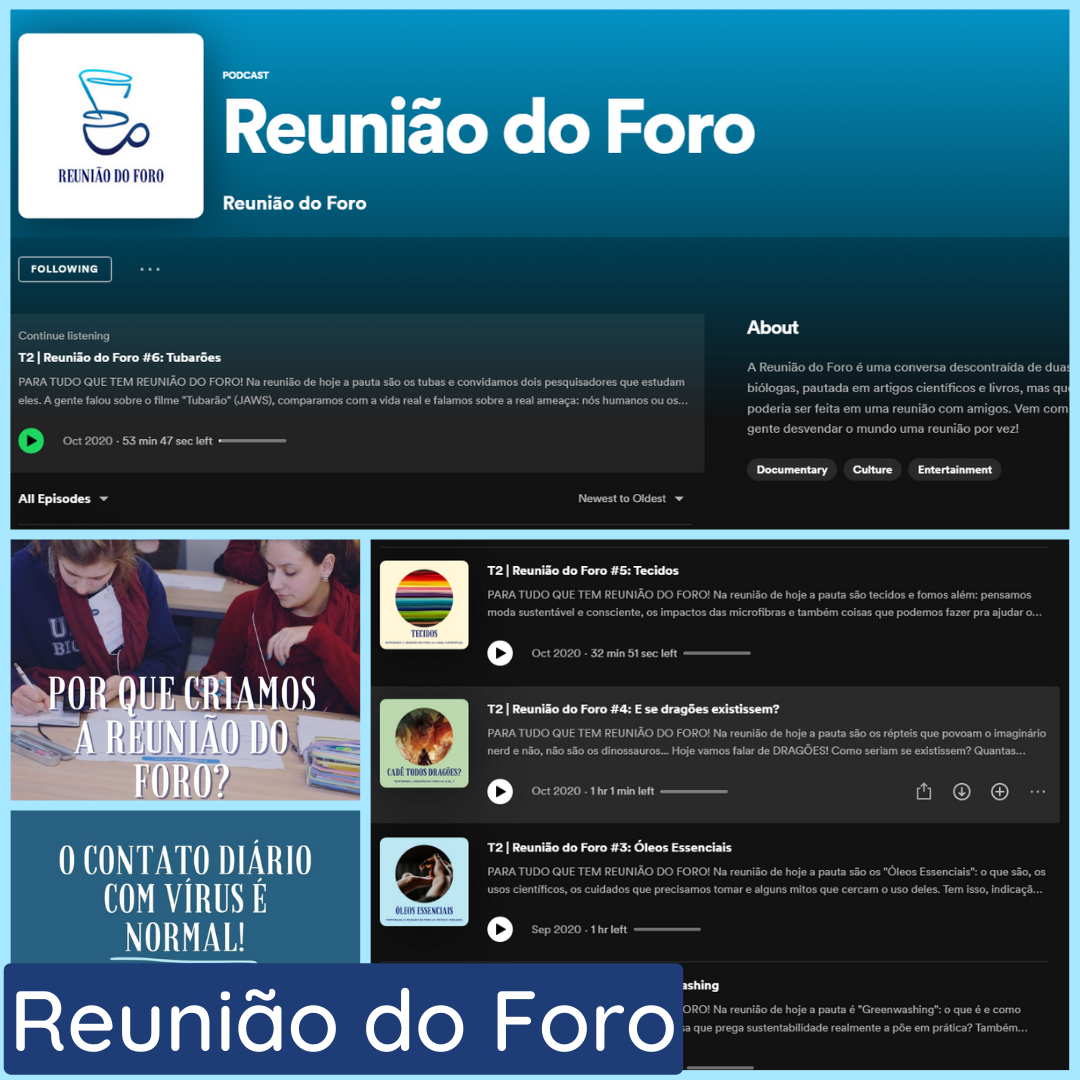 REUNIÃO DO FORO
PODCAST
Reunião do Foro
Reunião do Foro
FOLLOWING
Continue listening
T2 | Reunião do Foro #6: Tubarões
PARA TUDO QUE TEM REUNIÃO DO FORO! Na reunião de hoje a pauta são os tubas e convidamos dois pesquisadores que estudam
eles. A gente falou sobre o filme "Tubarão" (JAWS), comparamos com a vida real e falamos sobre a real ameaça: nós humanos ou os...
Oct 2020 · 53 min 47 sec left
All Episodes
Newest to Oldest
About
A Reunião do Foro é uma conversa descontraída de duas
biólogas, pautada em artigos científicos e livros, mas que
poderia ser feita em uma reunião com amigos. Vem com
gente desvendar o mundo uma reunião por vez!
Documentary
Culture
Entertainment
POR QUE CRIAMOS
A REUNIÃO DO
FORO?
O CONTATO DIÁRIO
COM VÍRUS É
NORMAL!
TECIDOS
T2 | Reunião do Foro #5: Tecidos
PARA TUDO QUE TEM REUNIÃO DO FORO! Na reunião de hoje a pauta são tecidos e fomos além: pensamos
moda sustentável e consciente, os impactos das microfibras e também coisas que podemos fazer pra ajudar o...
Oct 2020 · 32 min 51 sec left
CADÊ TODOS DRAGÕES?
T2 | Reunião do Foro #4: E se dragões existissem?
PARA TUDO QUE TEM REUNIÃO DO FORO! Na reunião de hoje a pauta são os répteis que povoam o imaginário
nerd e não, não são os dinossauros... Hoje vamos falar de DRAGÕES! Como seriam se existissem? Quantas...
Oct 2020 · 1 hr 1 min left
ÓLEOS ESSENCIAIS
T2 | Reunião do Foro #3: Óleos Essenciais
PARA TUDO QUE TEM REUNIÃO DO FORO! Na reunião de hoje a pauta são os "Óleos Essenciais": o que são, os
usos científicos, os cuidados que precisamos tomar e alguns mitos que cercam o uso deles. Tem isso, indicaçã...
Sep 2020 · 1 hr left
ashing
ORO! Na reunião de hoje a pauta é "Greenwashing": o que é e como
sa que prega sustentabilidade realmente a põe em prática? Também...
Reunião do Foro